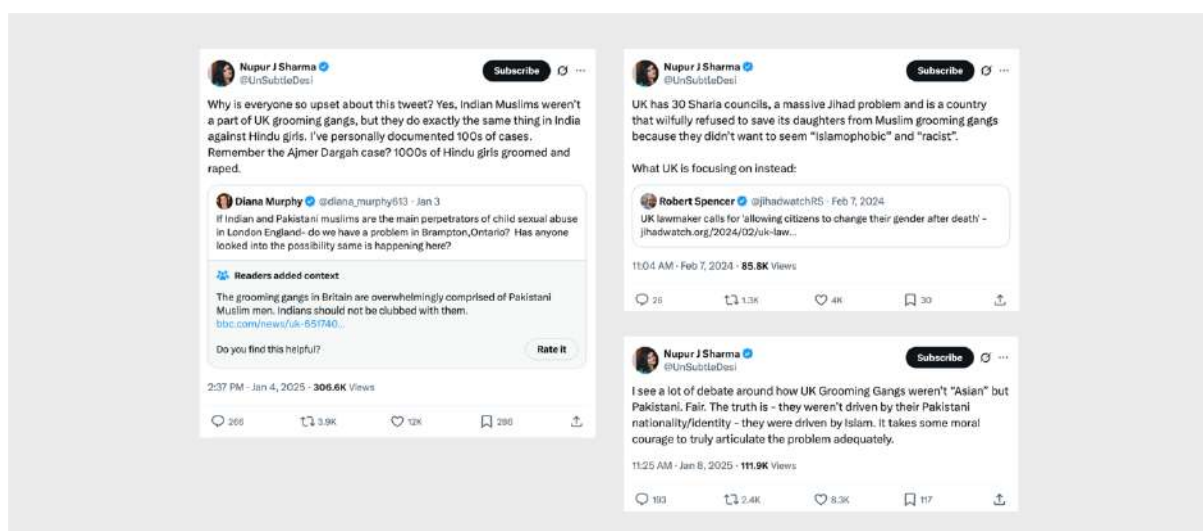 Nupur J Sharma
@UnSubtleDesi
Subscribe
Why is everyone so upset about this tweet? Yes, Indian Muslims weren't
a part of UK grooming gangs, but they do exactly the same thing in India
against Hindu girls. I've personally documented 100s of cases.
Remember the Ajmer Dargah case? 1000s of Hindu girls groomed and
raped.
Diana Murphy @diana_murphy613 · Jan 3
If Indian and Pakistani muslims are the main perpetrators of child sexual abuse
in London England- do we have a problem in Brampton,Ontario? Has anyone
looked into the possibility same is happening here?
Readers added context
The grooming gangs in Britain are overwhelmingly comprised of Pakistani
Muslim men. Indians should not be clubbed with them.
bbc.com/news/uk-651740...
Do you find this helpful?
Rate it
2:37 PM · Jan 4, 2025 · 306.6K Views
266 3.9K 12K 286
Nupur J Sharma
@UnSubtleDesi
Subscribe
UK has 30 Sharia councils, a massive Jihad problem and is a country
that wilfully refused to save its daughters from Muslim grooming gangs
because they didn't want to seem "Islamophobic" and "racist".
What UK is focusing on instead:
Robert Spencer @jihadwatchRS · Feb 7, 2024
UK lawmaker calls for 'allowing citizens to change their gender after death' -
jihadwatch.org/2024/02/uk-law...
11:04 AM · Feb 7, 2024 · 85.8K Views
26 1.3K 4K 30
Nupur J Sharma
@UnSubtleDesi
Subscribe
I see a lot of debate around how UK Grooming Gangs weren't "Asian" but
Pakistani. Fair. The truth is - they weren't driven by their Pakistani
nationality/identity - they were driven by Islam. It takes some moral
courage to truly articulate the problem adequately.
11:25 AM · Jan 8, 2025 · 111.9K Views
193 2.4K 8.3K 117